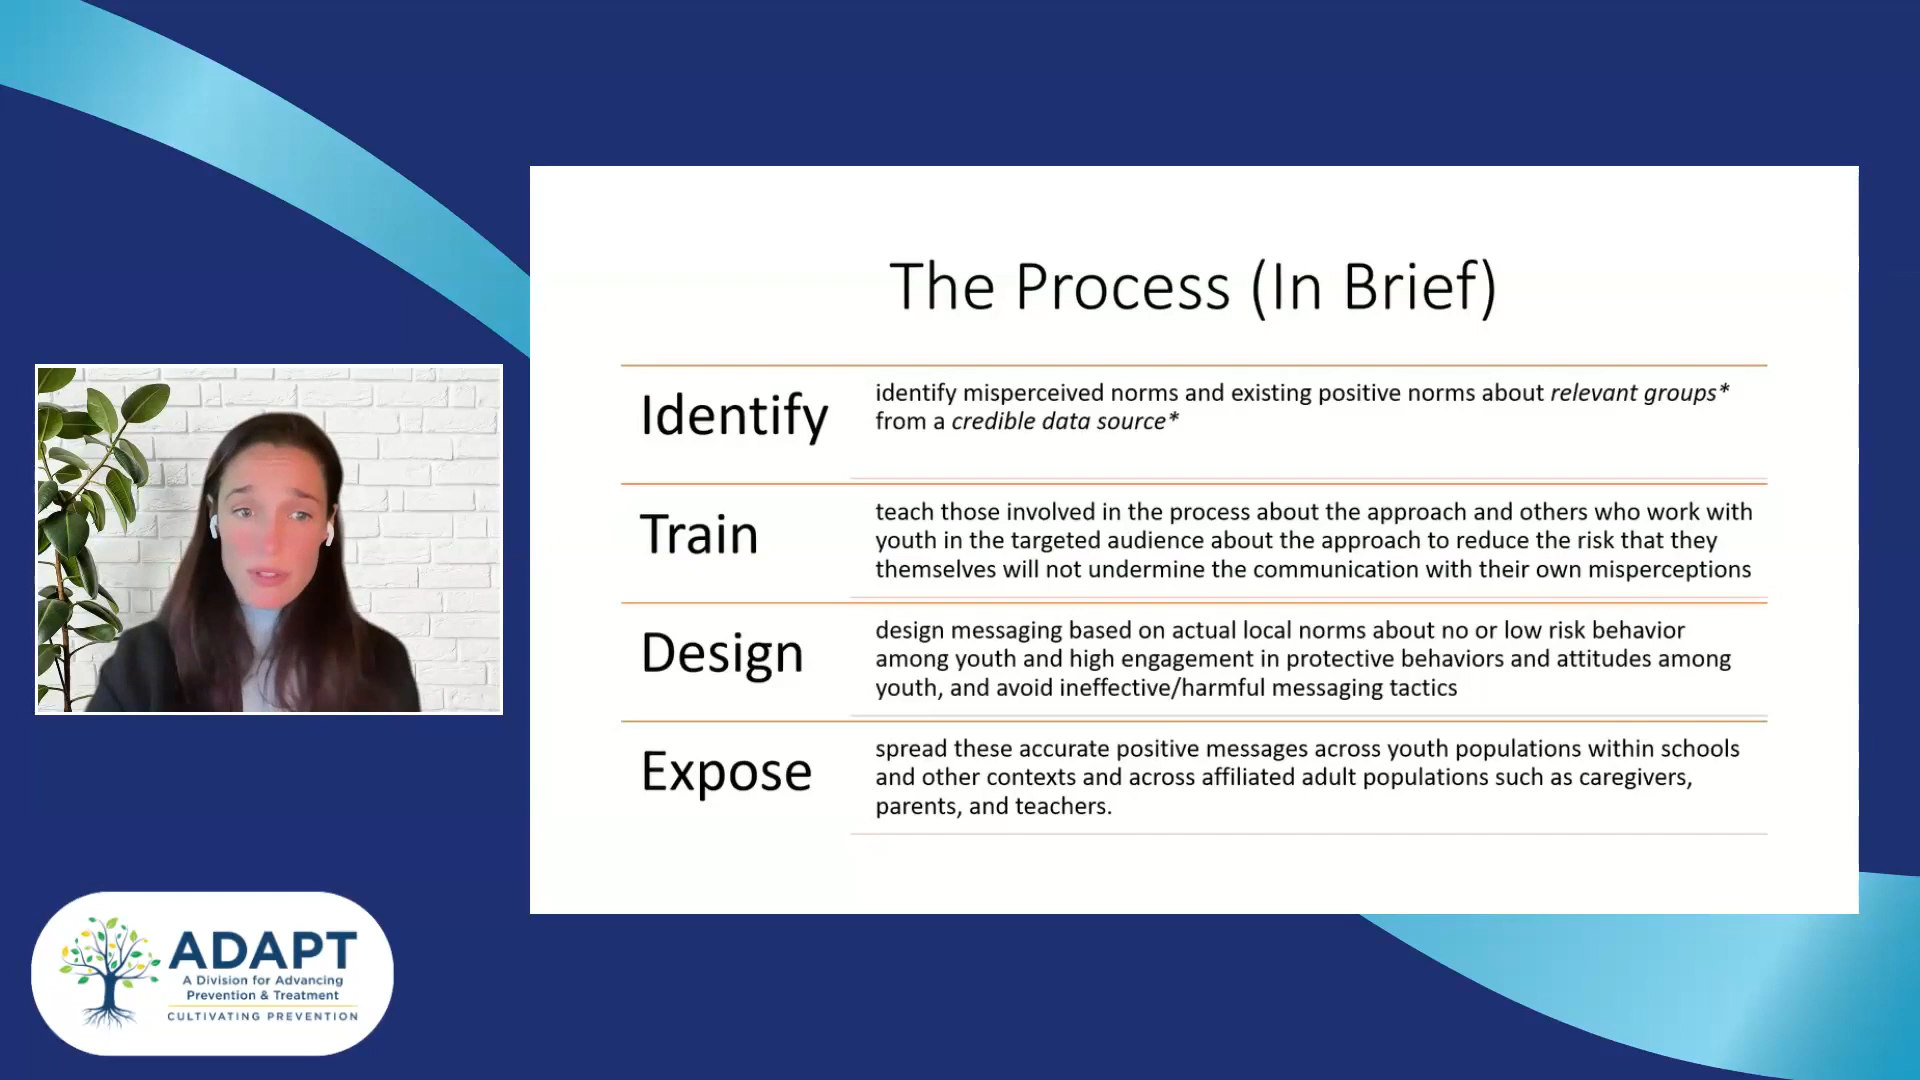 The Process (In Brief)
Identify
identify misperceived norms and existing positive norms about relevant groups*
from a credible data source*
Train
teach those involved in the process about the approach and others who work with
youth in the targeted audience about the approach to reduce the risk that they
themselves will not undermine the communication with their own misperceptions
Design
design messaging based on actual local norms about no or low risk behavior
among youth and high engagement in protective behaviors and attitudes among
youth, and avoid ineffective/harmful messaging tactics
Expose
spread these accurate positive messages across youth populations within schools
and other contexts and across affiliated adult populations such as caregivers,
parents, and teachers.
ADAPT
A Division for Advancing
Prevention & Treatment
CULTIVATING PREVENTION